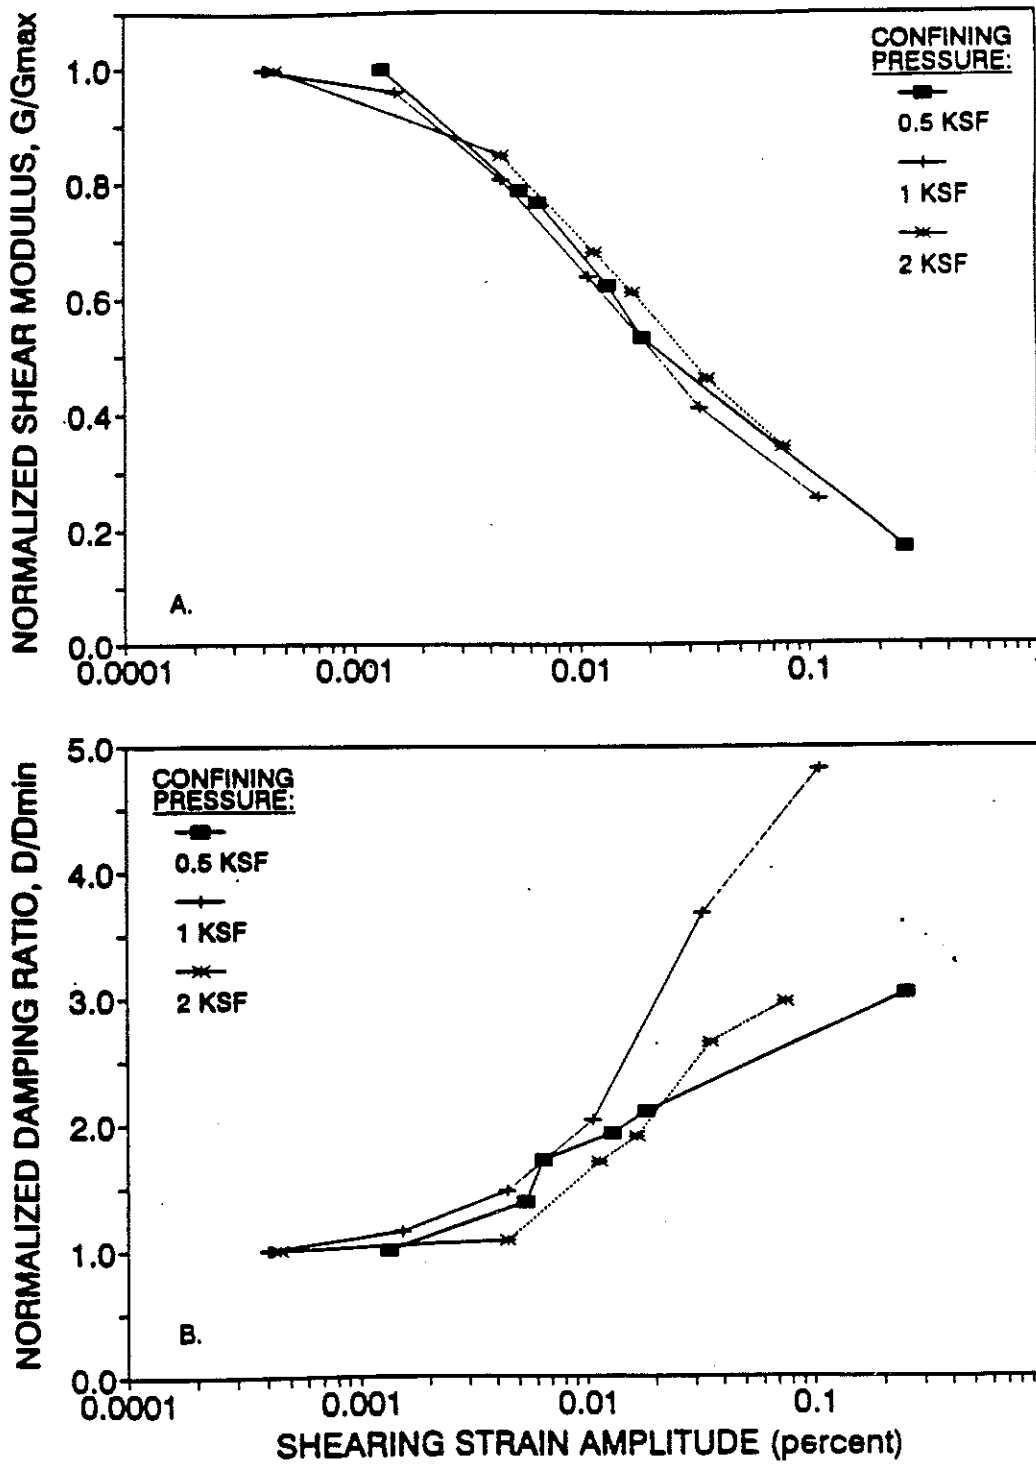 NORMALIZED SHEAR MODULUS, G/Gmax
1.0
0.8
0.6
0.4
0.2
0.0
CONFINING
PRESSURE:
0.5 KSF
1 KSF
2 KSF
A.
0.0001
0.001
0.01
0.1
NORMALIZED DAMPING RATIO, D/Dmin
5.0
4.0
3.0
2.0
1.0
0.0
CONFINING
PRESSURE:
0.5 KSF
1 KSF
2 KSF
B.
0.0001
0.001
0.01
0.1
SHEARING STRAIN AMPLITUDE (percent)